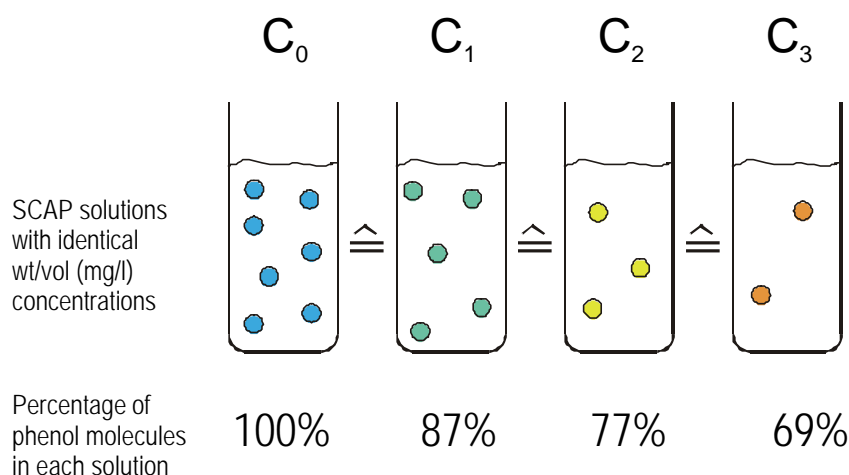 C₀ C₁ C₂ C₃
SCAP solutions
with identical
wt/vol (mg/l)
concentrations
≙ ≙ ≙
Percentage of
phenol molecules
in each solution
100% 87% 77% 69%